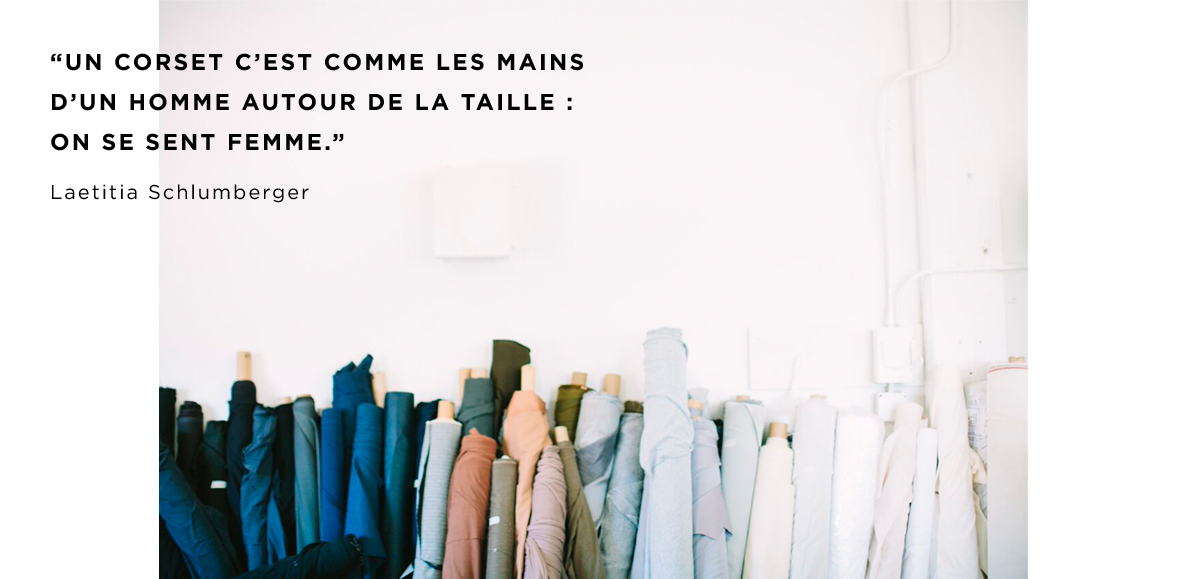 “UN CORSET C’EST COMME LES MAINS
D’UN HOMME AUTOUR DE LA TAILLE :
ON SE SENT FEMME.”
Laetitia Schlumberger